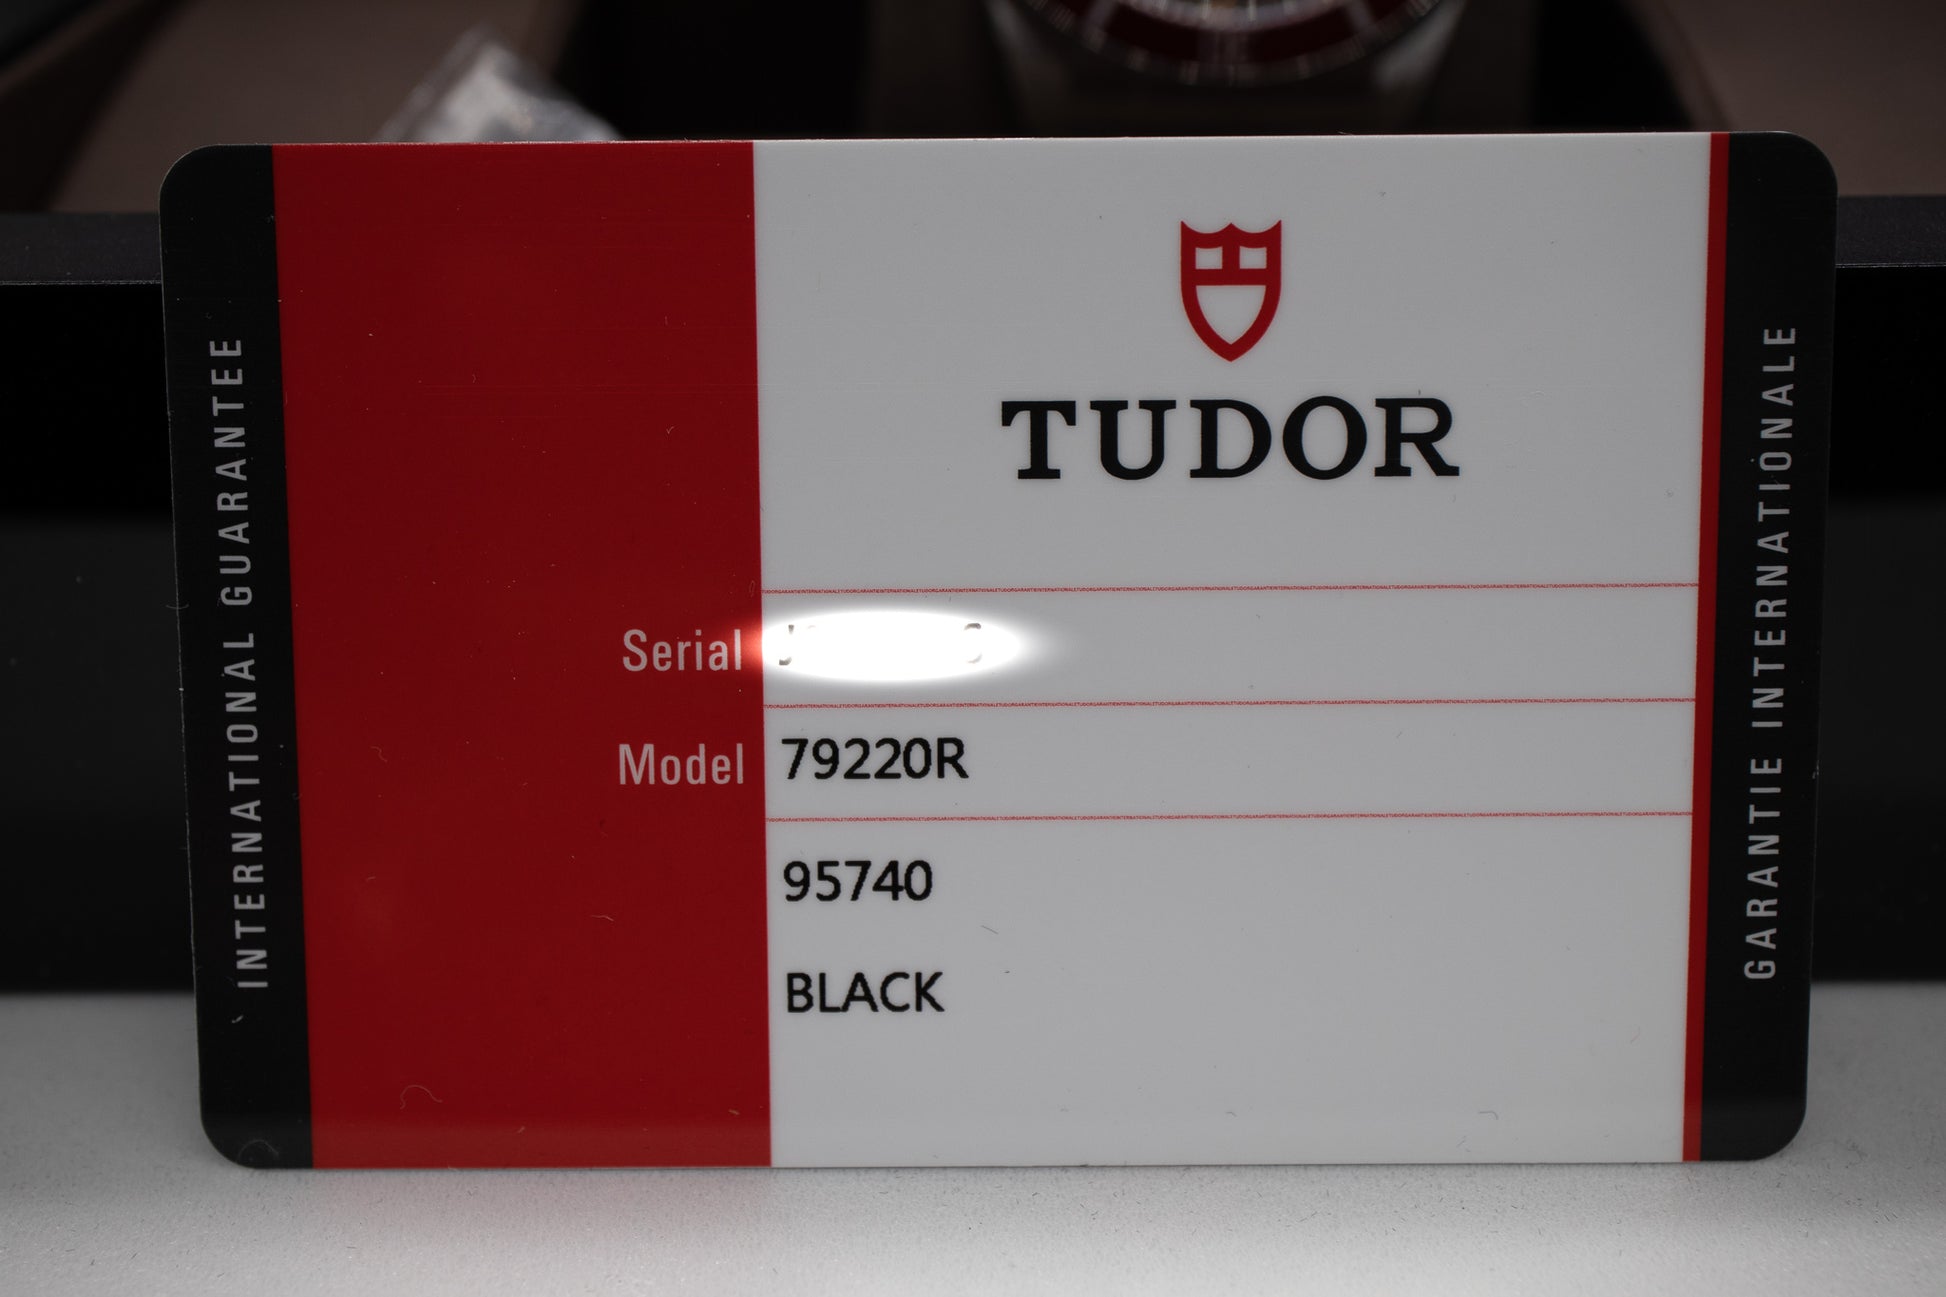 INTERNATIONAL GUARANTEE
TUDOR
Serial
Model 79220R
95740
BLACK
GARANTIE INTERNATIONALE